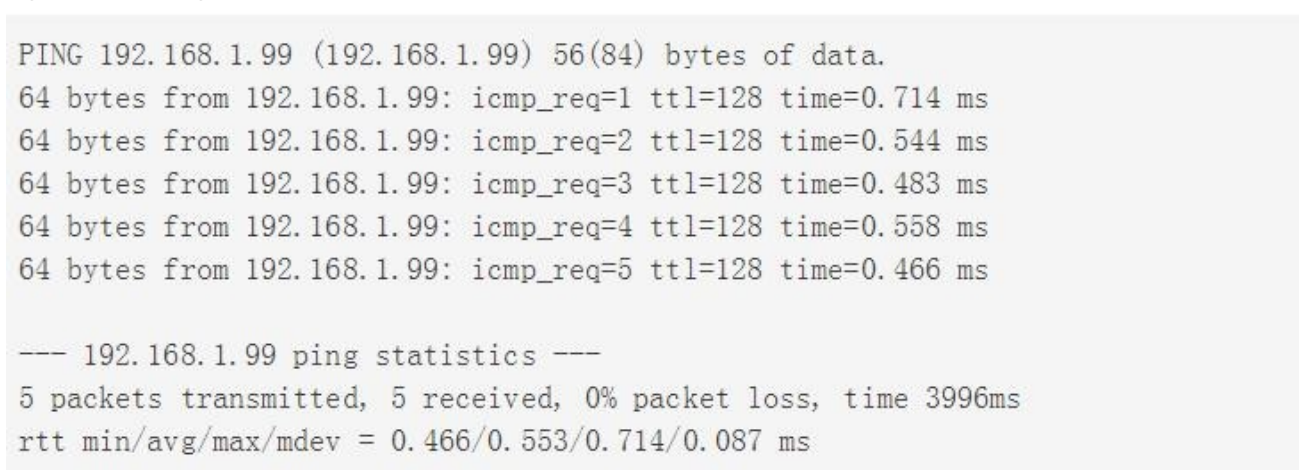 PING 192.168.1.99 (192.168.1.99) 56(84) bytes of data.
64 bytes from 192.168.1.99: icmp_req=1 ttl=128 time=0.714 ms
64 bytes from 192.168.1.99: icmp_req=2 ttl=128 time=0.544 ms
64 bytes from 192.168.1.99: icmp_req=3 ttl=128 time=0.483 ms
64 bytes from 192.168.1.99: icmp_req=4 ttl=128 time=0.558 ms
64 bytes from 192.168.1.99: icmp_req=5 ttl=128 time=0.466 ms
--- 192.168.1.99 ping statistics ---
5 packets transmitted, 5 received, 0% packet loss, time 3996ms
rtt min/avg/max/mdev = 0.466/0.553/0.714/0.087 ms